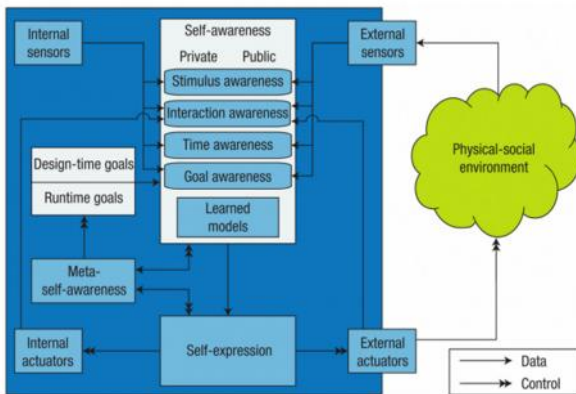 Internal
sensors
Self-awareness
Private Public
External
sensors
Stimulus awareness
Interaction awareness
Time awareness
Goal awareness
Learned
models
Physical-social
environment
Design-time goals
Runtime goals
Meta-
self-awareness
Internal
actuators
Self-expression
External
actuators
Data
Control